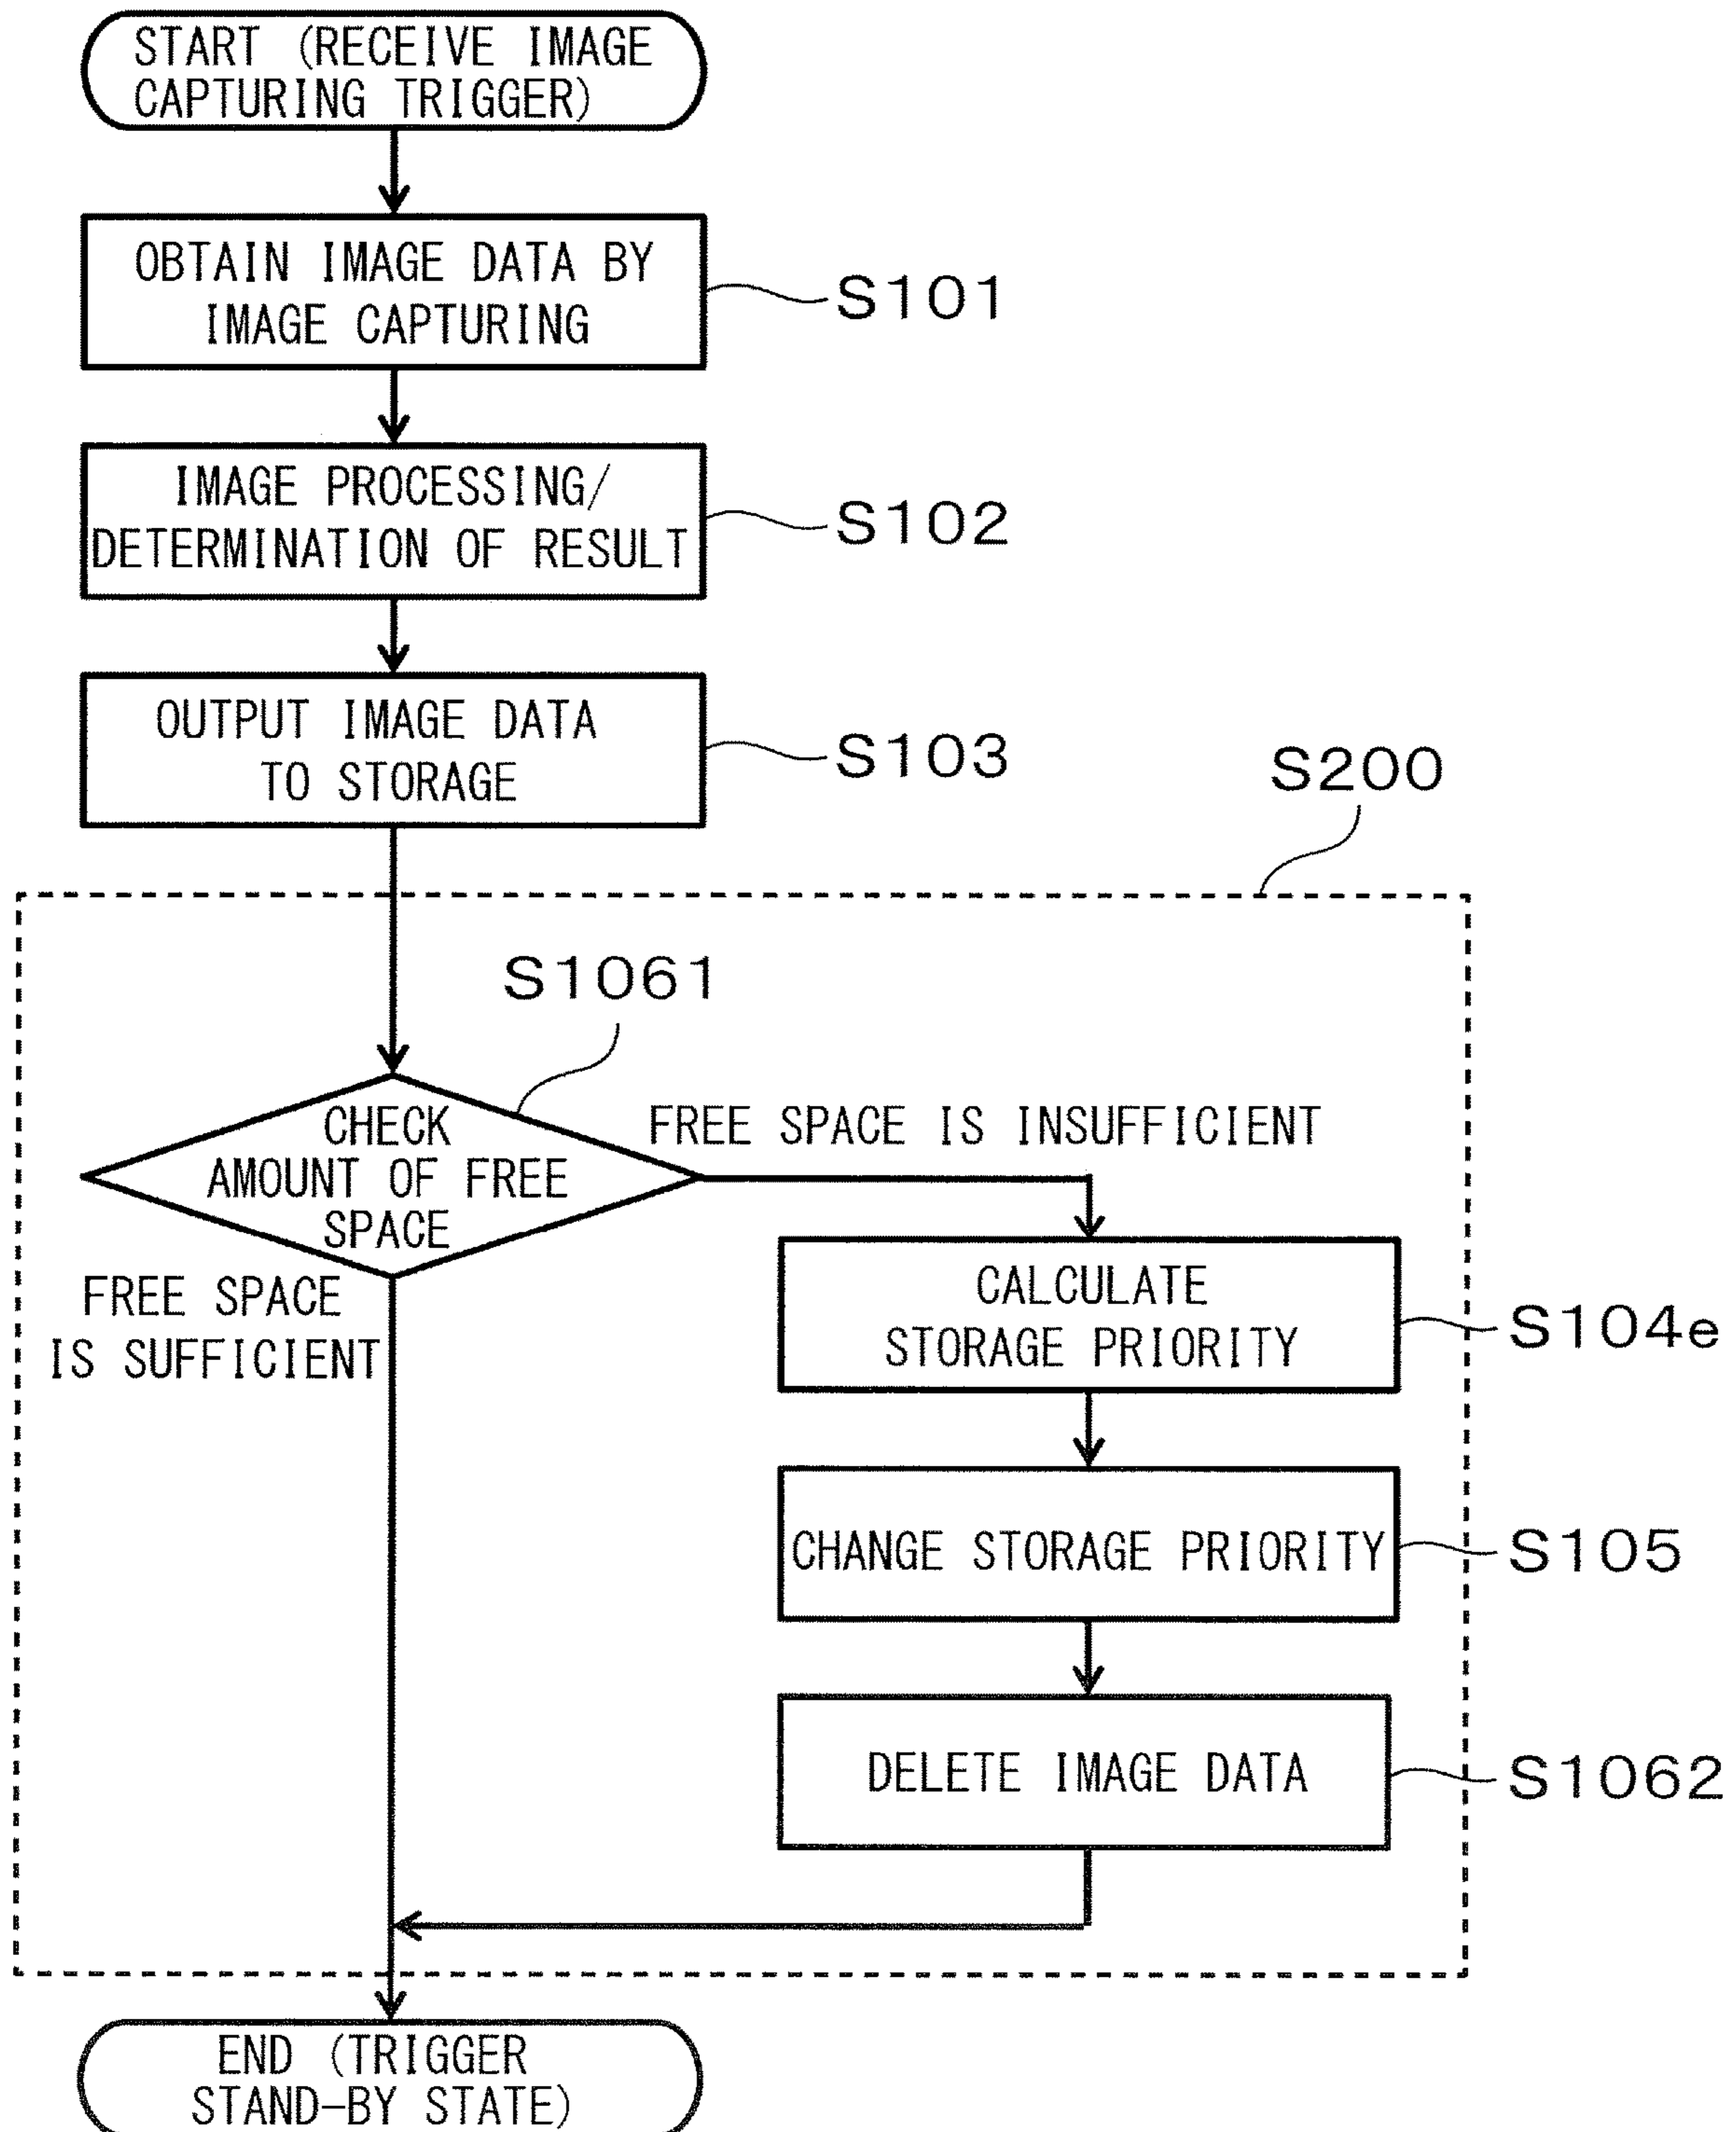 START (RECEIVE IMAGE
CAPTURING TRIGGER)
OBTAIN IMAGE DATA BY
IMAGE CAPTURING
S101
IMAGE PROCESSING/
DETERMINATION OF RESULT
S102
OUTPUT IMAGE DATA
TO STORAGE
S103
S200
S1061
CHECK
AMOUNT OF FREE
SPACE
FREE SPACE IS INSUFFICIENT
FREE SPACE
IS SUFFICIENT
CALCULATE
STORAGE PRIORITY
S104e
CHANGE STORAGE PRIORITY
S105
DELETE IMAGE DATA
S1062
END (TRIGGER
STAND-BY STATE)